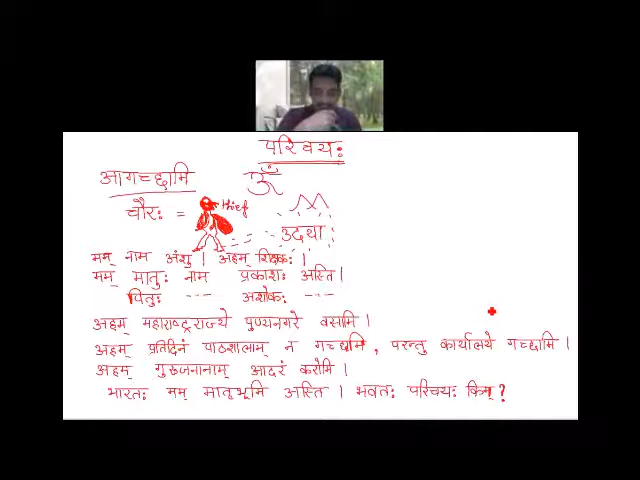 परिचयः
आगच्छामि ॐ
चौरः = thief
मम नाम अंशु । अहम् शिक्षकः ।
मम् मातुः नाम् प्रकाशः अस्ति ।
पितुः --- अशोकः ---
अहम् महाराष्ट्रराज्ये पुण्यनगरे वसामि ।
अहम् प्रतिदिनं पाठशालाम् न गच्छामि , परन्तु कार्यालये गच्छामि ।
अहम् गुरुजनानाम् आदरं करोमि ।
भारतः मम् मातृभूमि अस्ति । भवतः परिचयः किम् ?